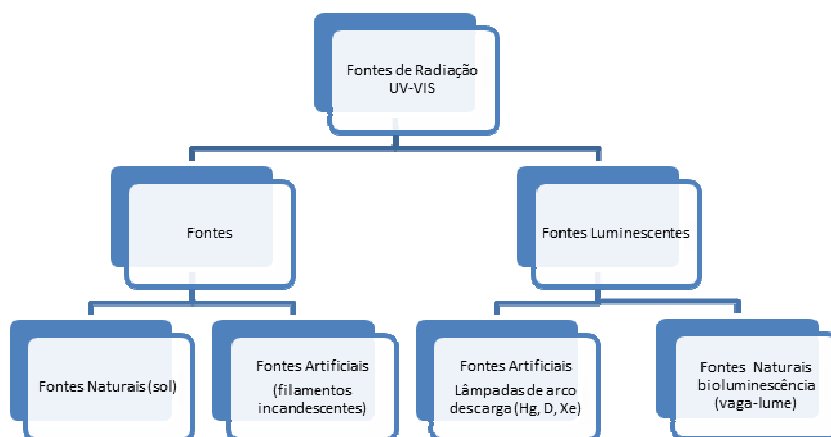 Fontes de Radiação
UV-VIS
Fontes
Fontes Luminescentes
Fontes Naturais (sol)
Fontes Artificiais
(filamentos
incandescentes)
Fontes Artificiais
Lâmpadas de arco
descarga (Hg, D, Xe)
Fontes Naturais
bioluminescência
(vaga-lume)